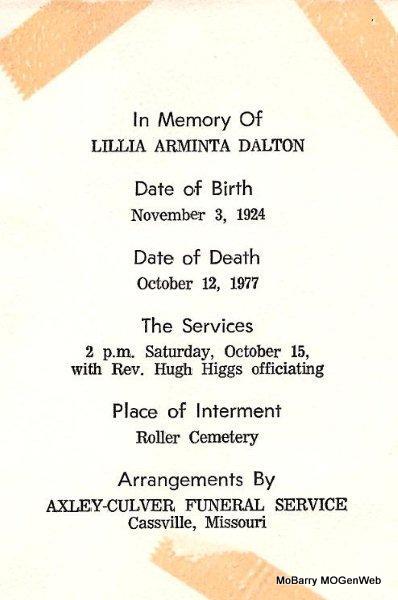 In Memory Of
LILLIA ARMINTA DALTON
Date of Birth
November 3, 1924
Date of Death
October 12, 1977
The Services
2 p.m. Saturday, October 15,
with Rev. Hugh Higgs officiating
Place of Interment
Roller Cemetery
Arrangements By
AXLEY-CULVER FUNERAL SERVICE
Cassville, Missouri
MoBarry MOGenWeb